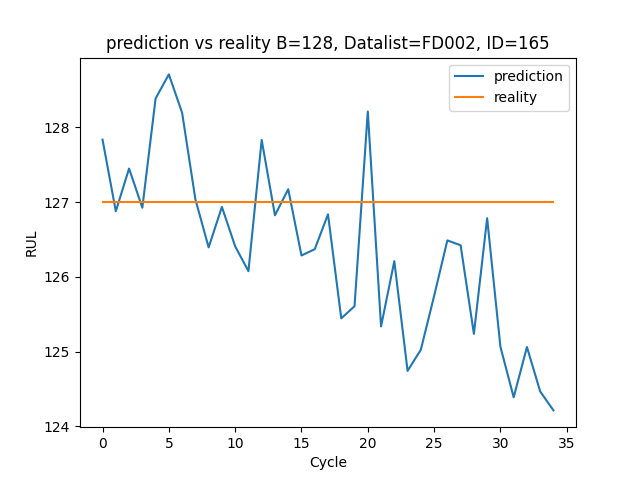 prediction vs reality B=128, Datalist=FD002, ID=165
prediction
reality
128
127
126
125
124
RUL
0 5 10 15 20 25 30 35
Cycle